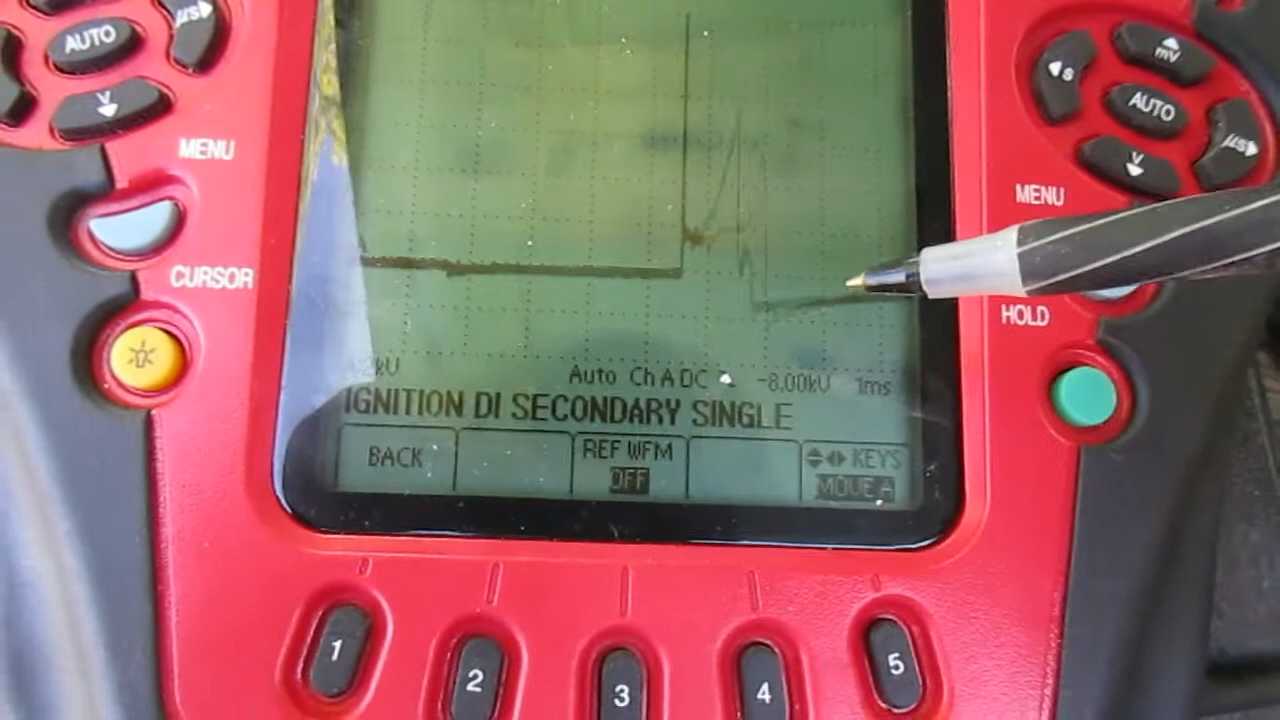 AUTO
µs
V
MENU
CURSOR
mV
s
AUTO
µs
V
MENU
HOLD
Auto Ch A DC -8.00kV 1ms
IGNITION DI SECONDARY SINGLE
BACK
REF WFM
OFF
KEYS
MOVE A
1
2
3
4
5